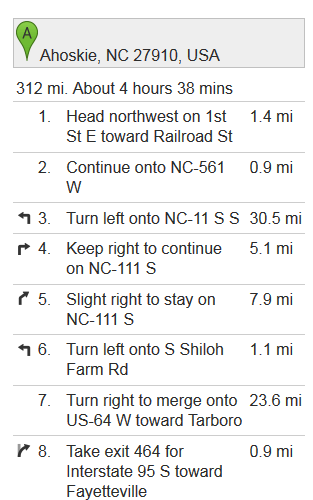 A
Ahoskie, NC 27910, USA
312 mi. About 4 hours 38 mins
1. Head northwest on 1st 1.4 mi
St E toward Railroad St
2. Continue onto NC-561 0.9 mi
W
3. Turn left onto NC-11 S S 30.5 mi
4. Keep right to continue 5.1 mi
on NC-111 S
5. Slight right to stay on 7.9 mi
NC-111 S
6. Turn left onto S Shiloh 1.1 mi
Farm Rd
7. Turn right to merge onto 23.6 mi
US-64 W toward Tarboro
8. Take exit 464 for 0.9 mi
Interstate 95 S toward
Fayetteville